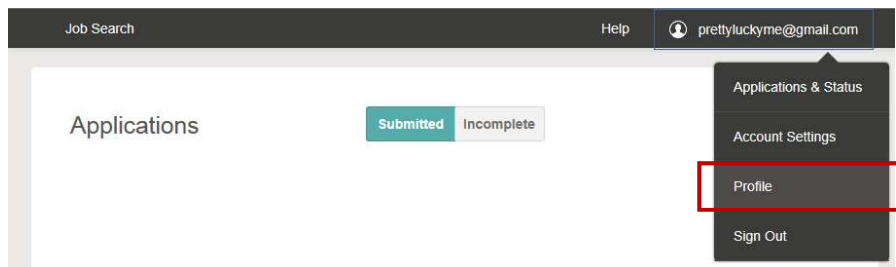 Job Search Help prettyluckyme@gmail.com
Applications & Status
Applications Submitted Incomplete
Account Settings
Profile
Sign Out